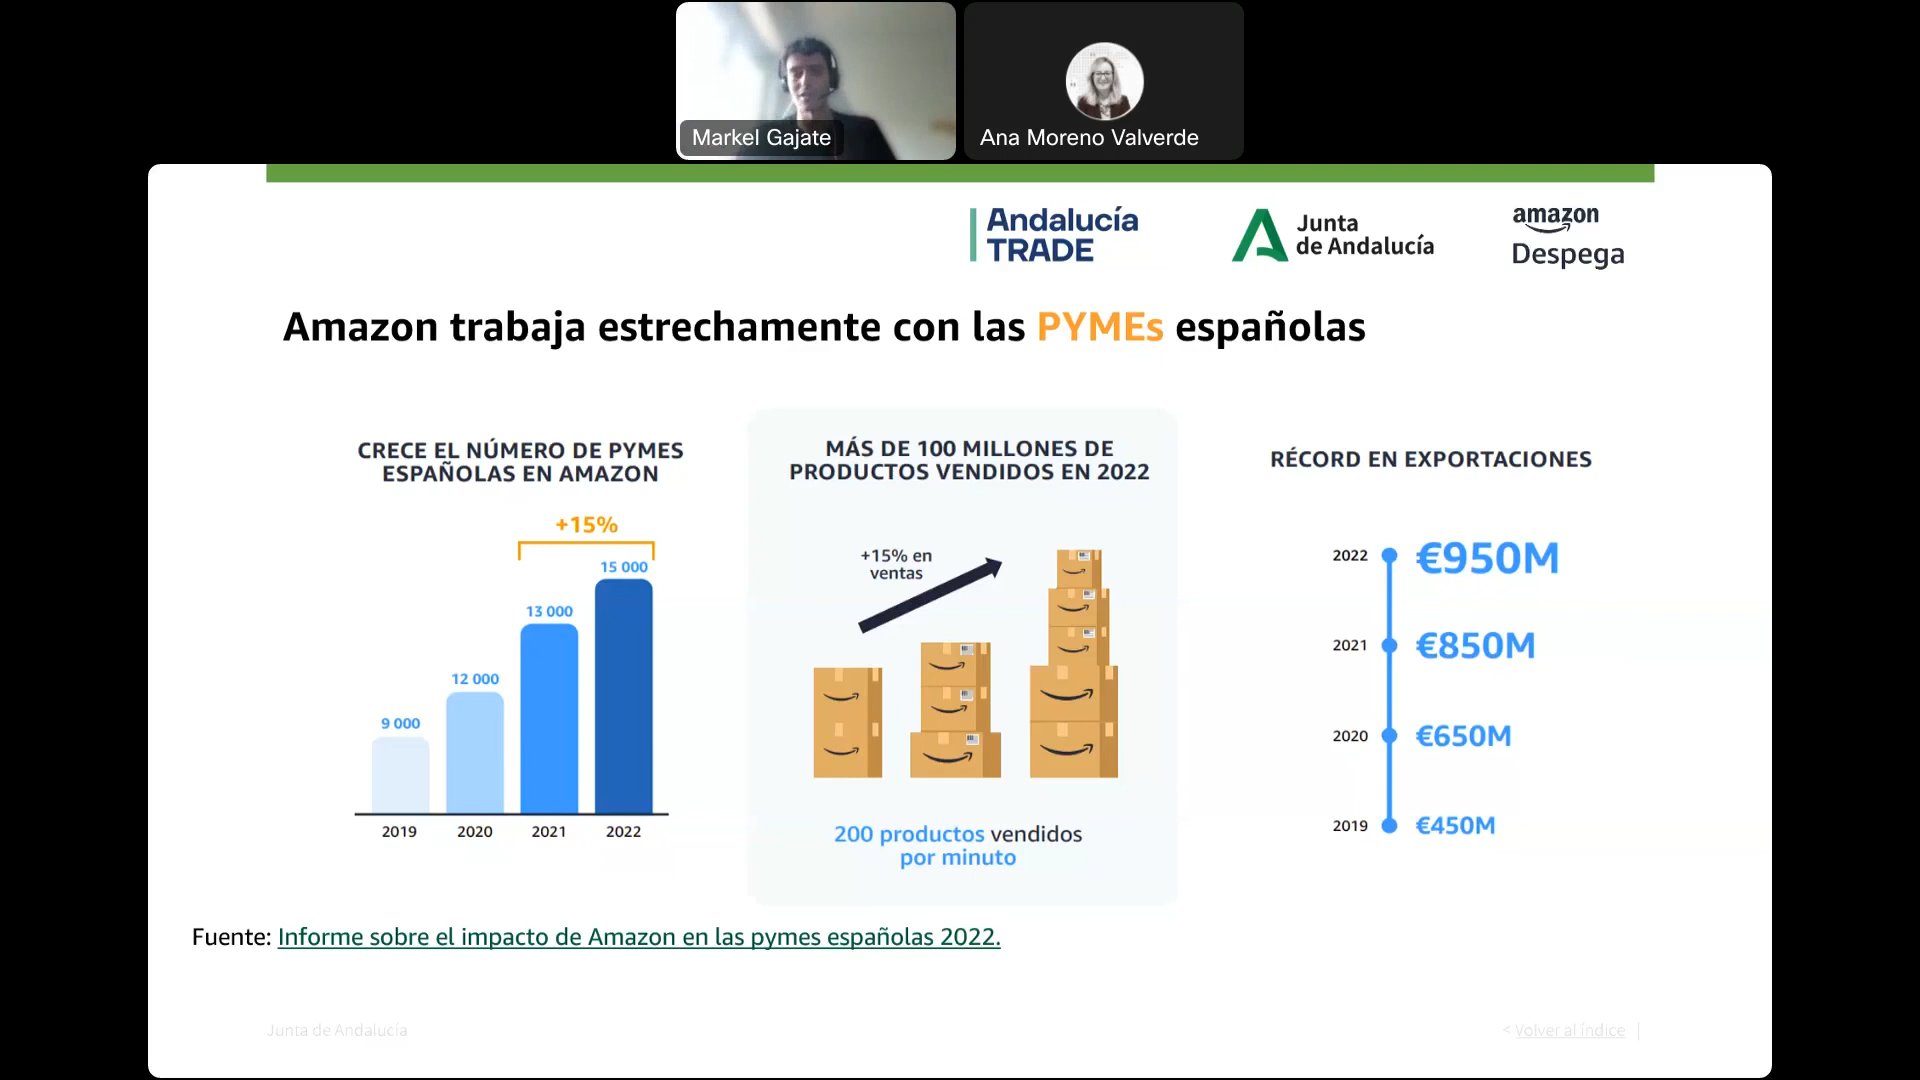 Markel Gajate
Ana Moreno Valverde
Andalucía
TRADE
Junta
de Andalucía
amazon
Despega
Amazon trabaja estrechamente con las PYMEs españolas
CRECE EL NÚMERO DE PYMES
ESPAÑOLAS EN AMAZON
+15%
15 000
13 000
12 000
9 000
2019 2020 2021 2022
MÁS DE 100 MILLONES DE
PRODUCTOS VENDIDOS EN 2022
+15% en
ventas
200 productos vendidos
por minuto
RÉCORD EN EXPORTACIONES
2022 €950M
2021 €850M
2020 €650M
2019 €450M
Fuente: Informe sobre el impacto de Amazon en las pymes españolas 2022.
Junta de Andalucía
< Volver al índice |